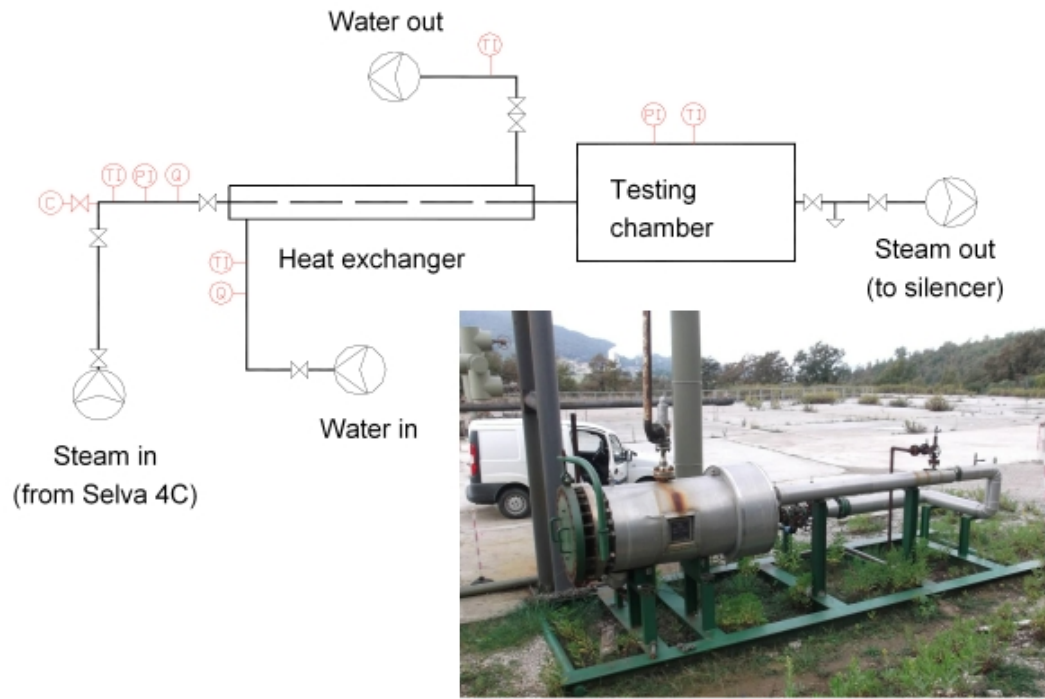 Water out
TI
TI
PI
Q
C
PI
TI
Testing
chamber
Heat exchanger
TI
Q
Steam out
(to silencer)
Water in
Steam in
(from Selva 4C)